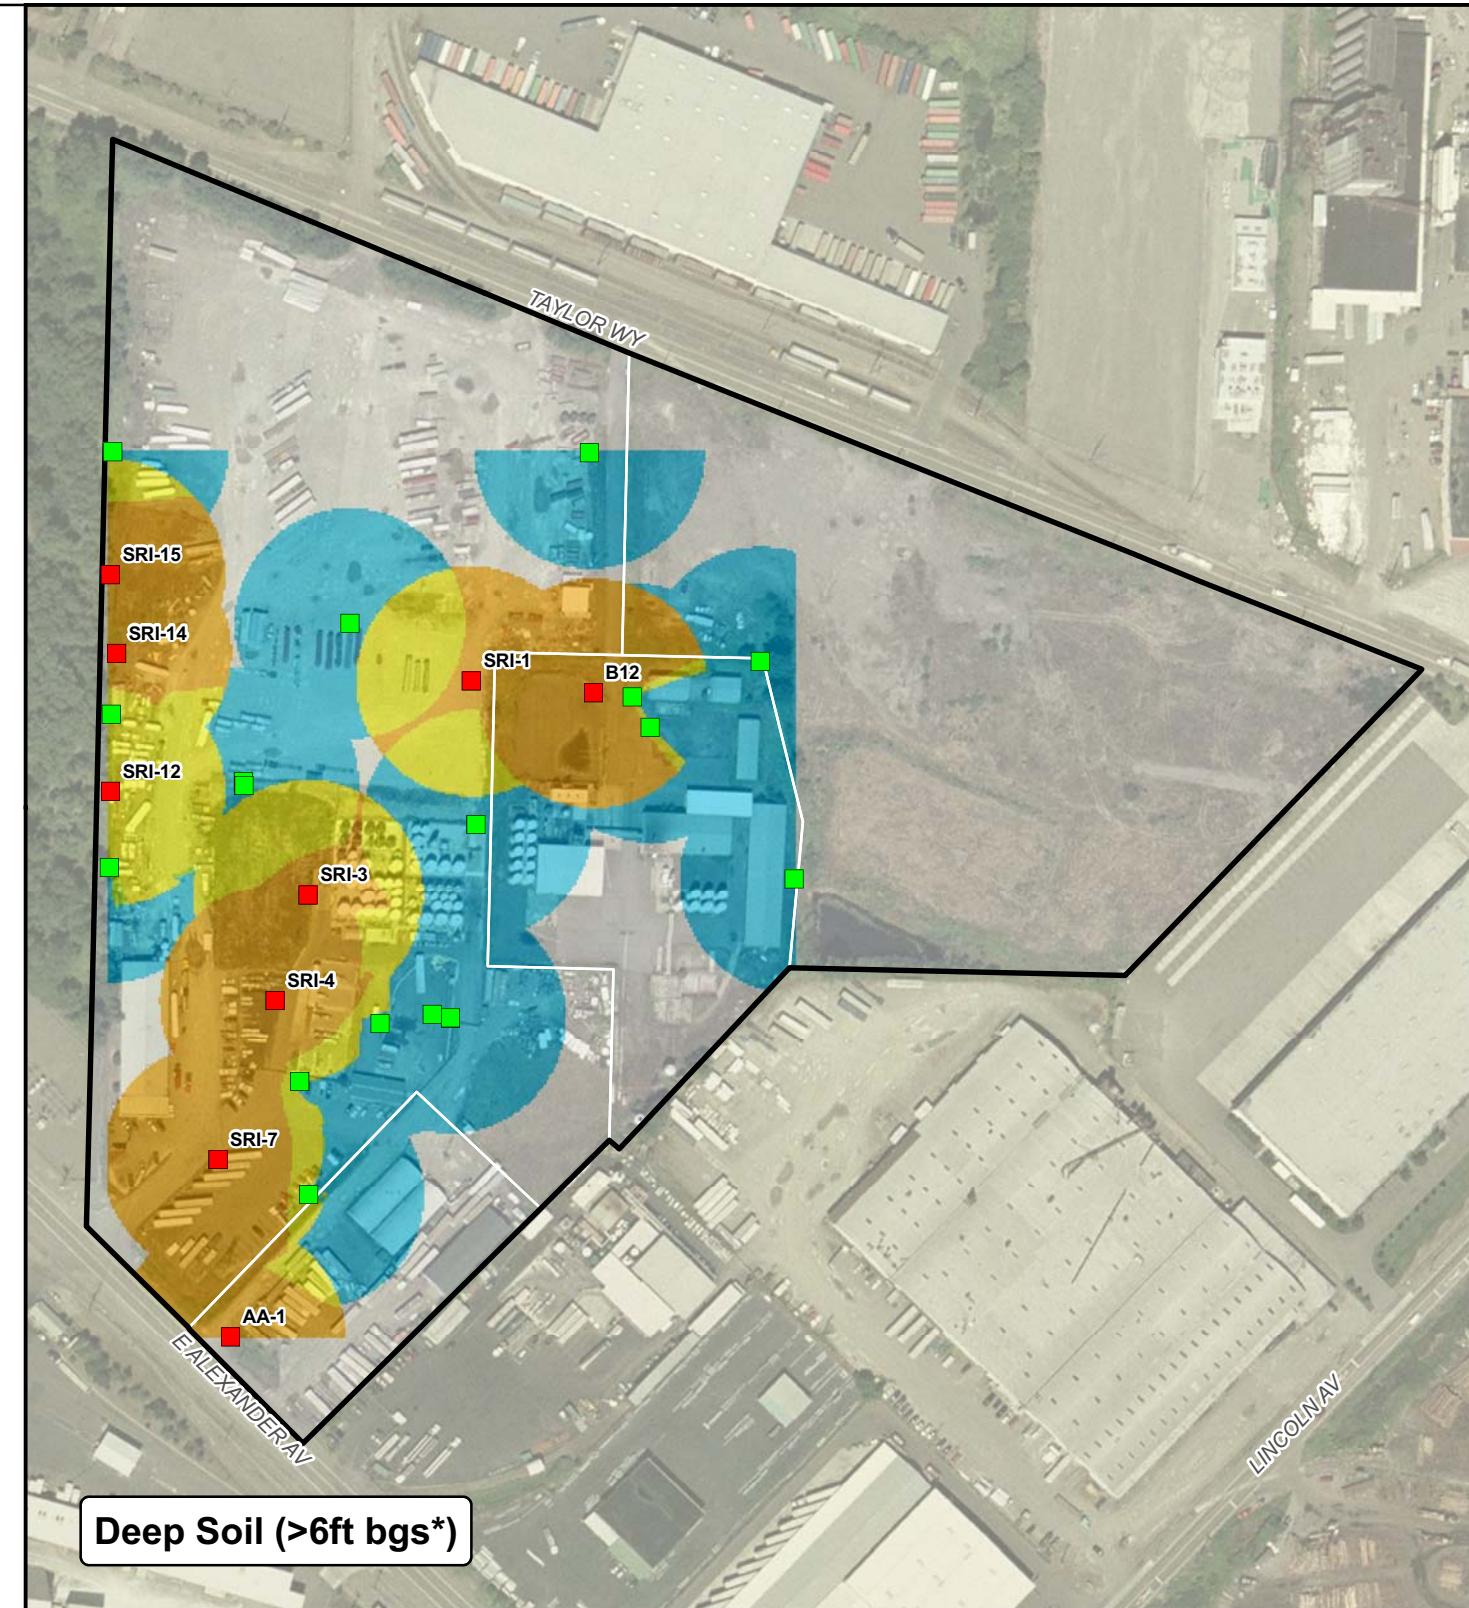 TAYLOR WY
SRI-15
SRI-14
SRI-1
B12
SRI-12
SRI-3
SRI-4
SRI-7
AA-1
E ALEXANDER AV
LINCOLN AV
Deep Soil (>6ft bgs*)